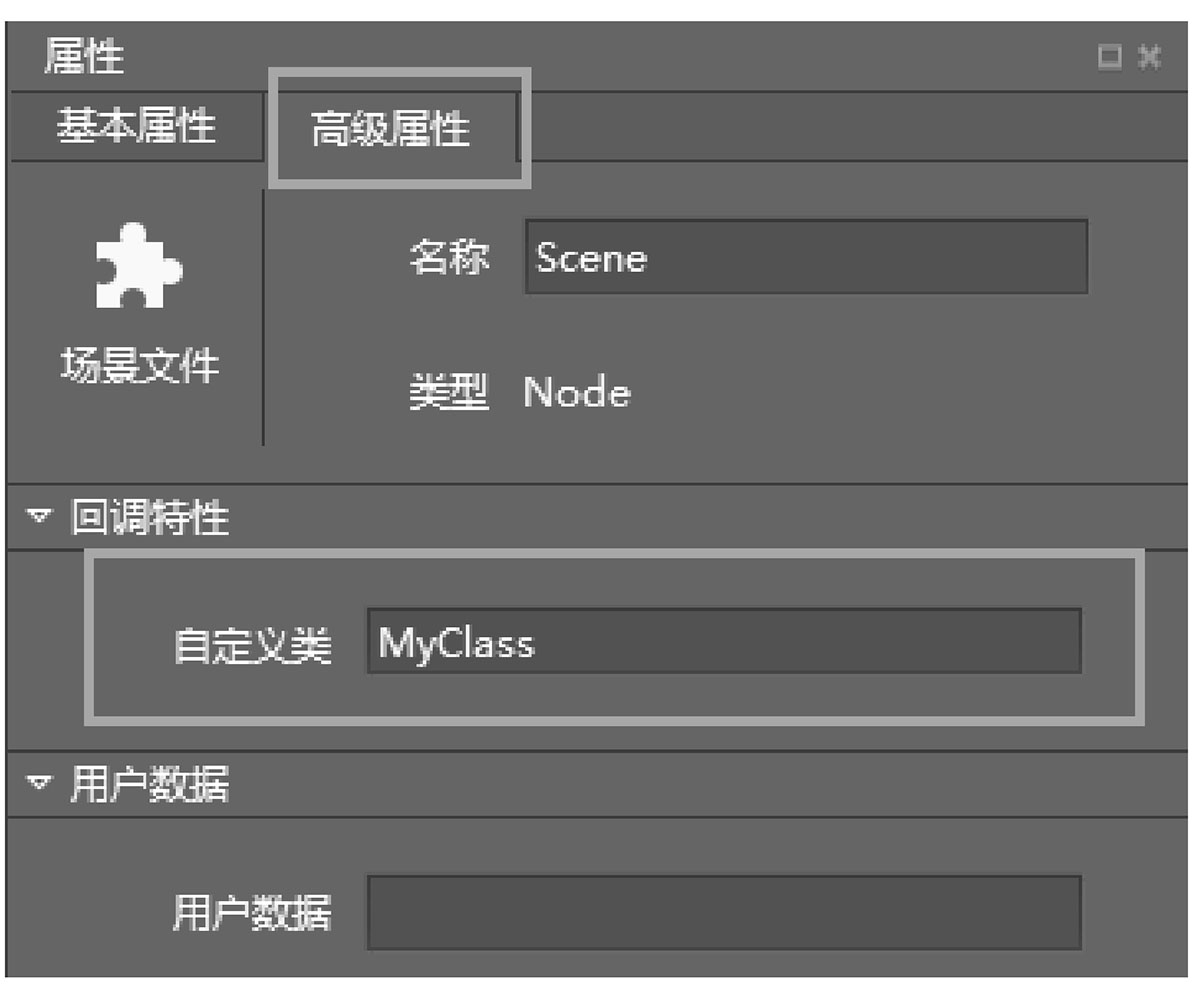 属性
基本属性 高级属性
名称 Scene
场景文件
类型 Node
回调特性
自定义类 MyClass
用户数据
用户数据